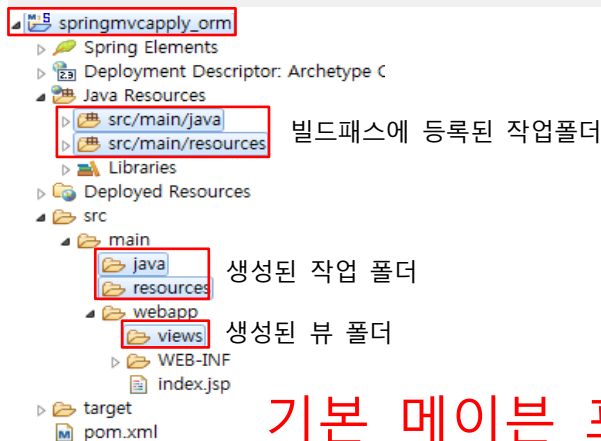 springmvcapply_orm
Spring Elements
Deployment Descriptor: Archetype C
Java Resources
src/main/java
src/main/resources
빌드패스에 등록된 작업폴더
Libraries
Deployed Resources
src
main
java
resources
생성된 작업 폴더
webapp
views
생성된 뷰 폴더
WEB-INF
index.jsp
target
pom.xml
기본 메이븐